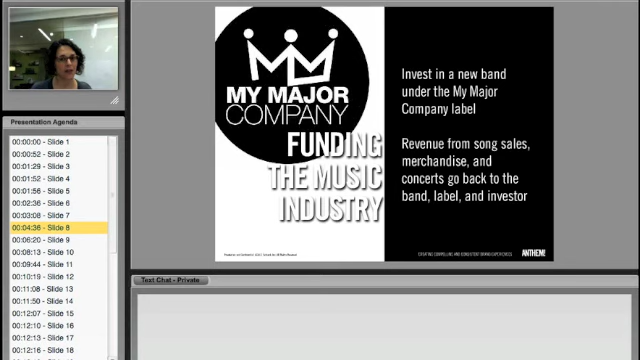 MY MAJOR
COMPANY
FUNDING
THE MUSIC
INDUSTRY
Invest in a new band
under the My Major
Company label
Revenue from song sales,
merchandise, and
concerts go back to the
band, label, and investor
ANTHEM!
Presentation Agenda
00:00:00 - Slide 1
00:00:52 - Slide 2
00:01:29 - Slide 3
00:01:52 - Slide 4
00:01:56 - Slide 5
00:02:36 - Slide 6
00:03:08 - Slide 7
00:04:36 - Slide 8
00:06:20 - Slide 9
00:08:13 - Slide 10
00:09:44 - Slide 11
00:10:19 - Slide 12
00:11:08 - Slide 13
00:11:50 - Slide 14
00:12:07 - Slide 15
00:12:10 - Slide 16
00:12:13 - Slide 17
00:12:16 - Slide 18
Text Chat - Private